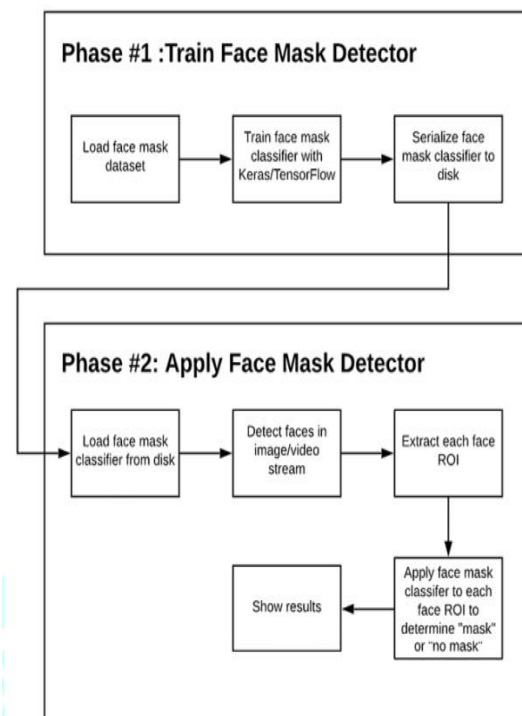 Phase #1 :Train Face Mask Detector
Load face mask
dataset
Train face mask
classifier with
Keras/TensorFlow
Serialize face
mask classifier to
disk
Phase #2: Apply Face Mask Detector
Load face mask
classifier from disk
Detect faces in
image/video
stream
Extract each face
ROI
Apply face mask
classifer to each
face ROI to
determine "mask"
or "no mask"
Show results